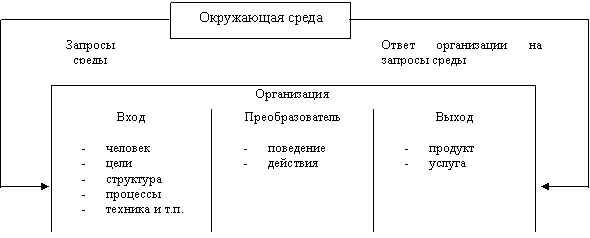 Окружающая среда
Запросы
среды
Ответ организации на
запросы среды
Организация
Вход
- человек
- цели
- структура
- процессы
- техника и т.п.
Преобразователь
- поведение
- действия
Выход
- продукт
- услуга